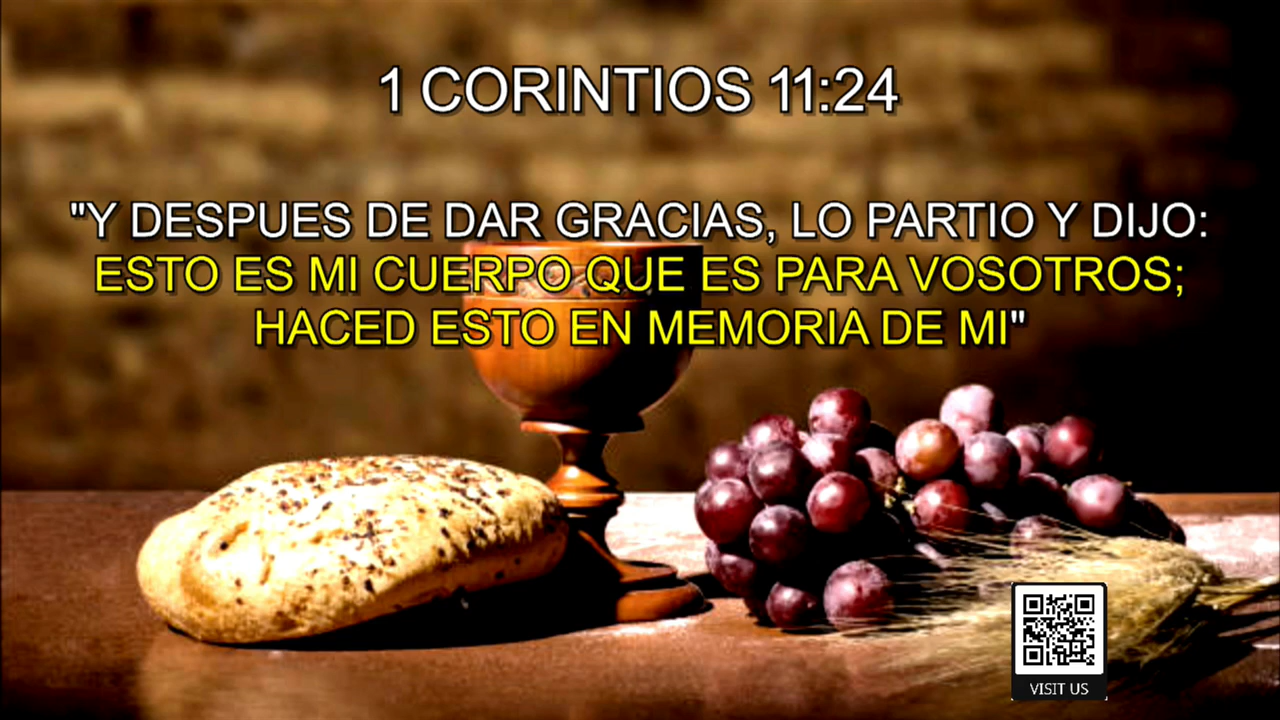 1 CORINTIOS 11:24
"Y DESPUES DE DAR GRACIAS, LO PARTIO Y DIJO:
ESTO ES MI CUERPO QUE ES PARA VOSOTROS;
HACED ESTO EN MEMORIA DE MI"
VISIT US